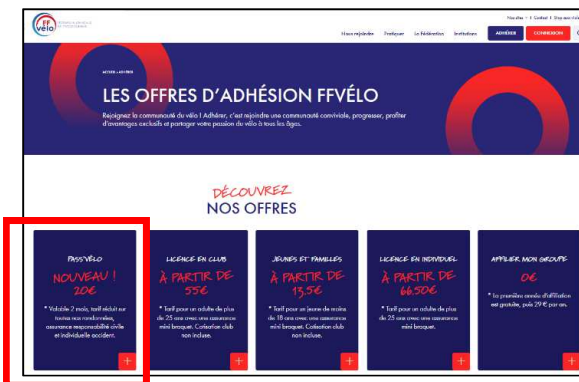 FF
vélo
Nous rejoindre Pratiquer La Fédération Instances
ADHÉRER
LES OFFRES D'ADHÉSION FFVÉLO
Rejoignez la communauté du vélo ! Adhérer, c'est rejoindre une communauté conviviale, progresser, profiter
d'avantages exclusifs et partager votre passion du vélo à tous les âges.
DÉCOUVREZ
NOS OFFRES
PASS'VÉLO
NOUVEAU !
20€
* Valable 2 mois, tarif réduit sur
toutes nos randonnées,
assurance responsabilité civile
et individuelle accident.
+
LICENCE EN CLUB
À PARTIR DE
55€
* Tarif pour un adulte de plus
de 25 ans avec une assurance
mini braquet. Cotisation club
non incluse.
+
JEUNES ET FAMILLES
À PARTIR DE
13,5€
* Tarif pour un jeune de moins
de 18 ans avec une assurance
mini braquet. Cotisation club
non incluse.
+
LICENCE EN INDIVIDUEL
À PARTIR DE
66,50€
* Tarif pour un adulte de plus
de 25 ans avec une assurance
mini braquet.
+
AFFILIER MON GROUPE
0€
* La première année d'affiliation
est gratuite, puis 29 € par an.
+